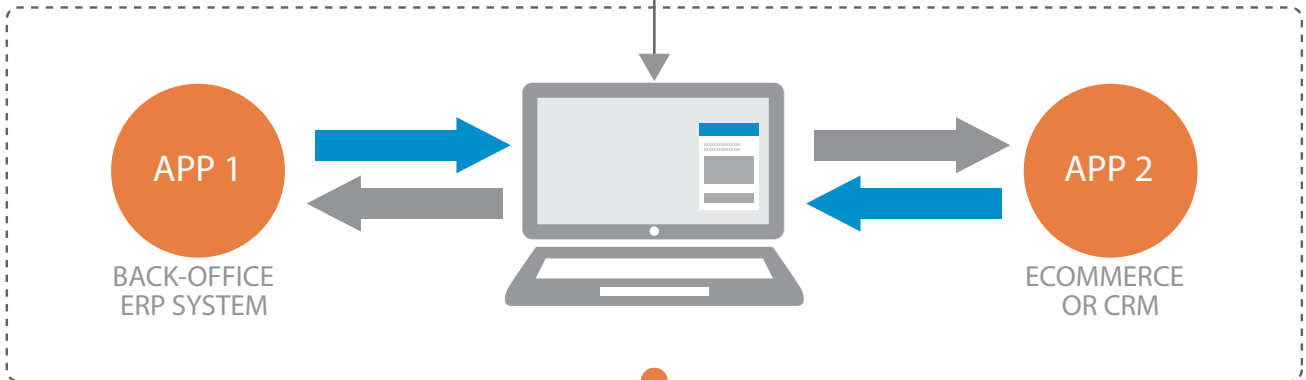 APP 1
BACK-OFFICE
ERP SYSTEM
APP 2
ECOMMERCE
OR CRM